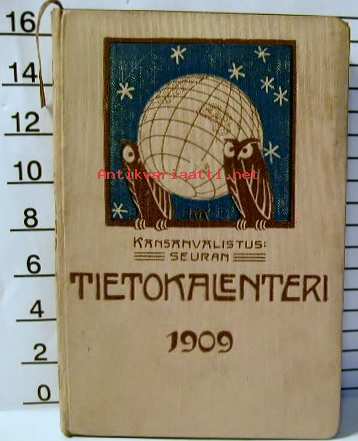 16
14
12
10
8
6
4
2
0
Antikvariaatti.net
KANSANVALISTUS=
SEURAN
TIETOKALENTERI
1909